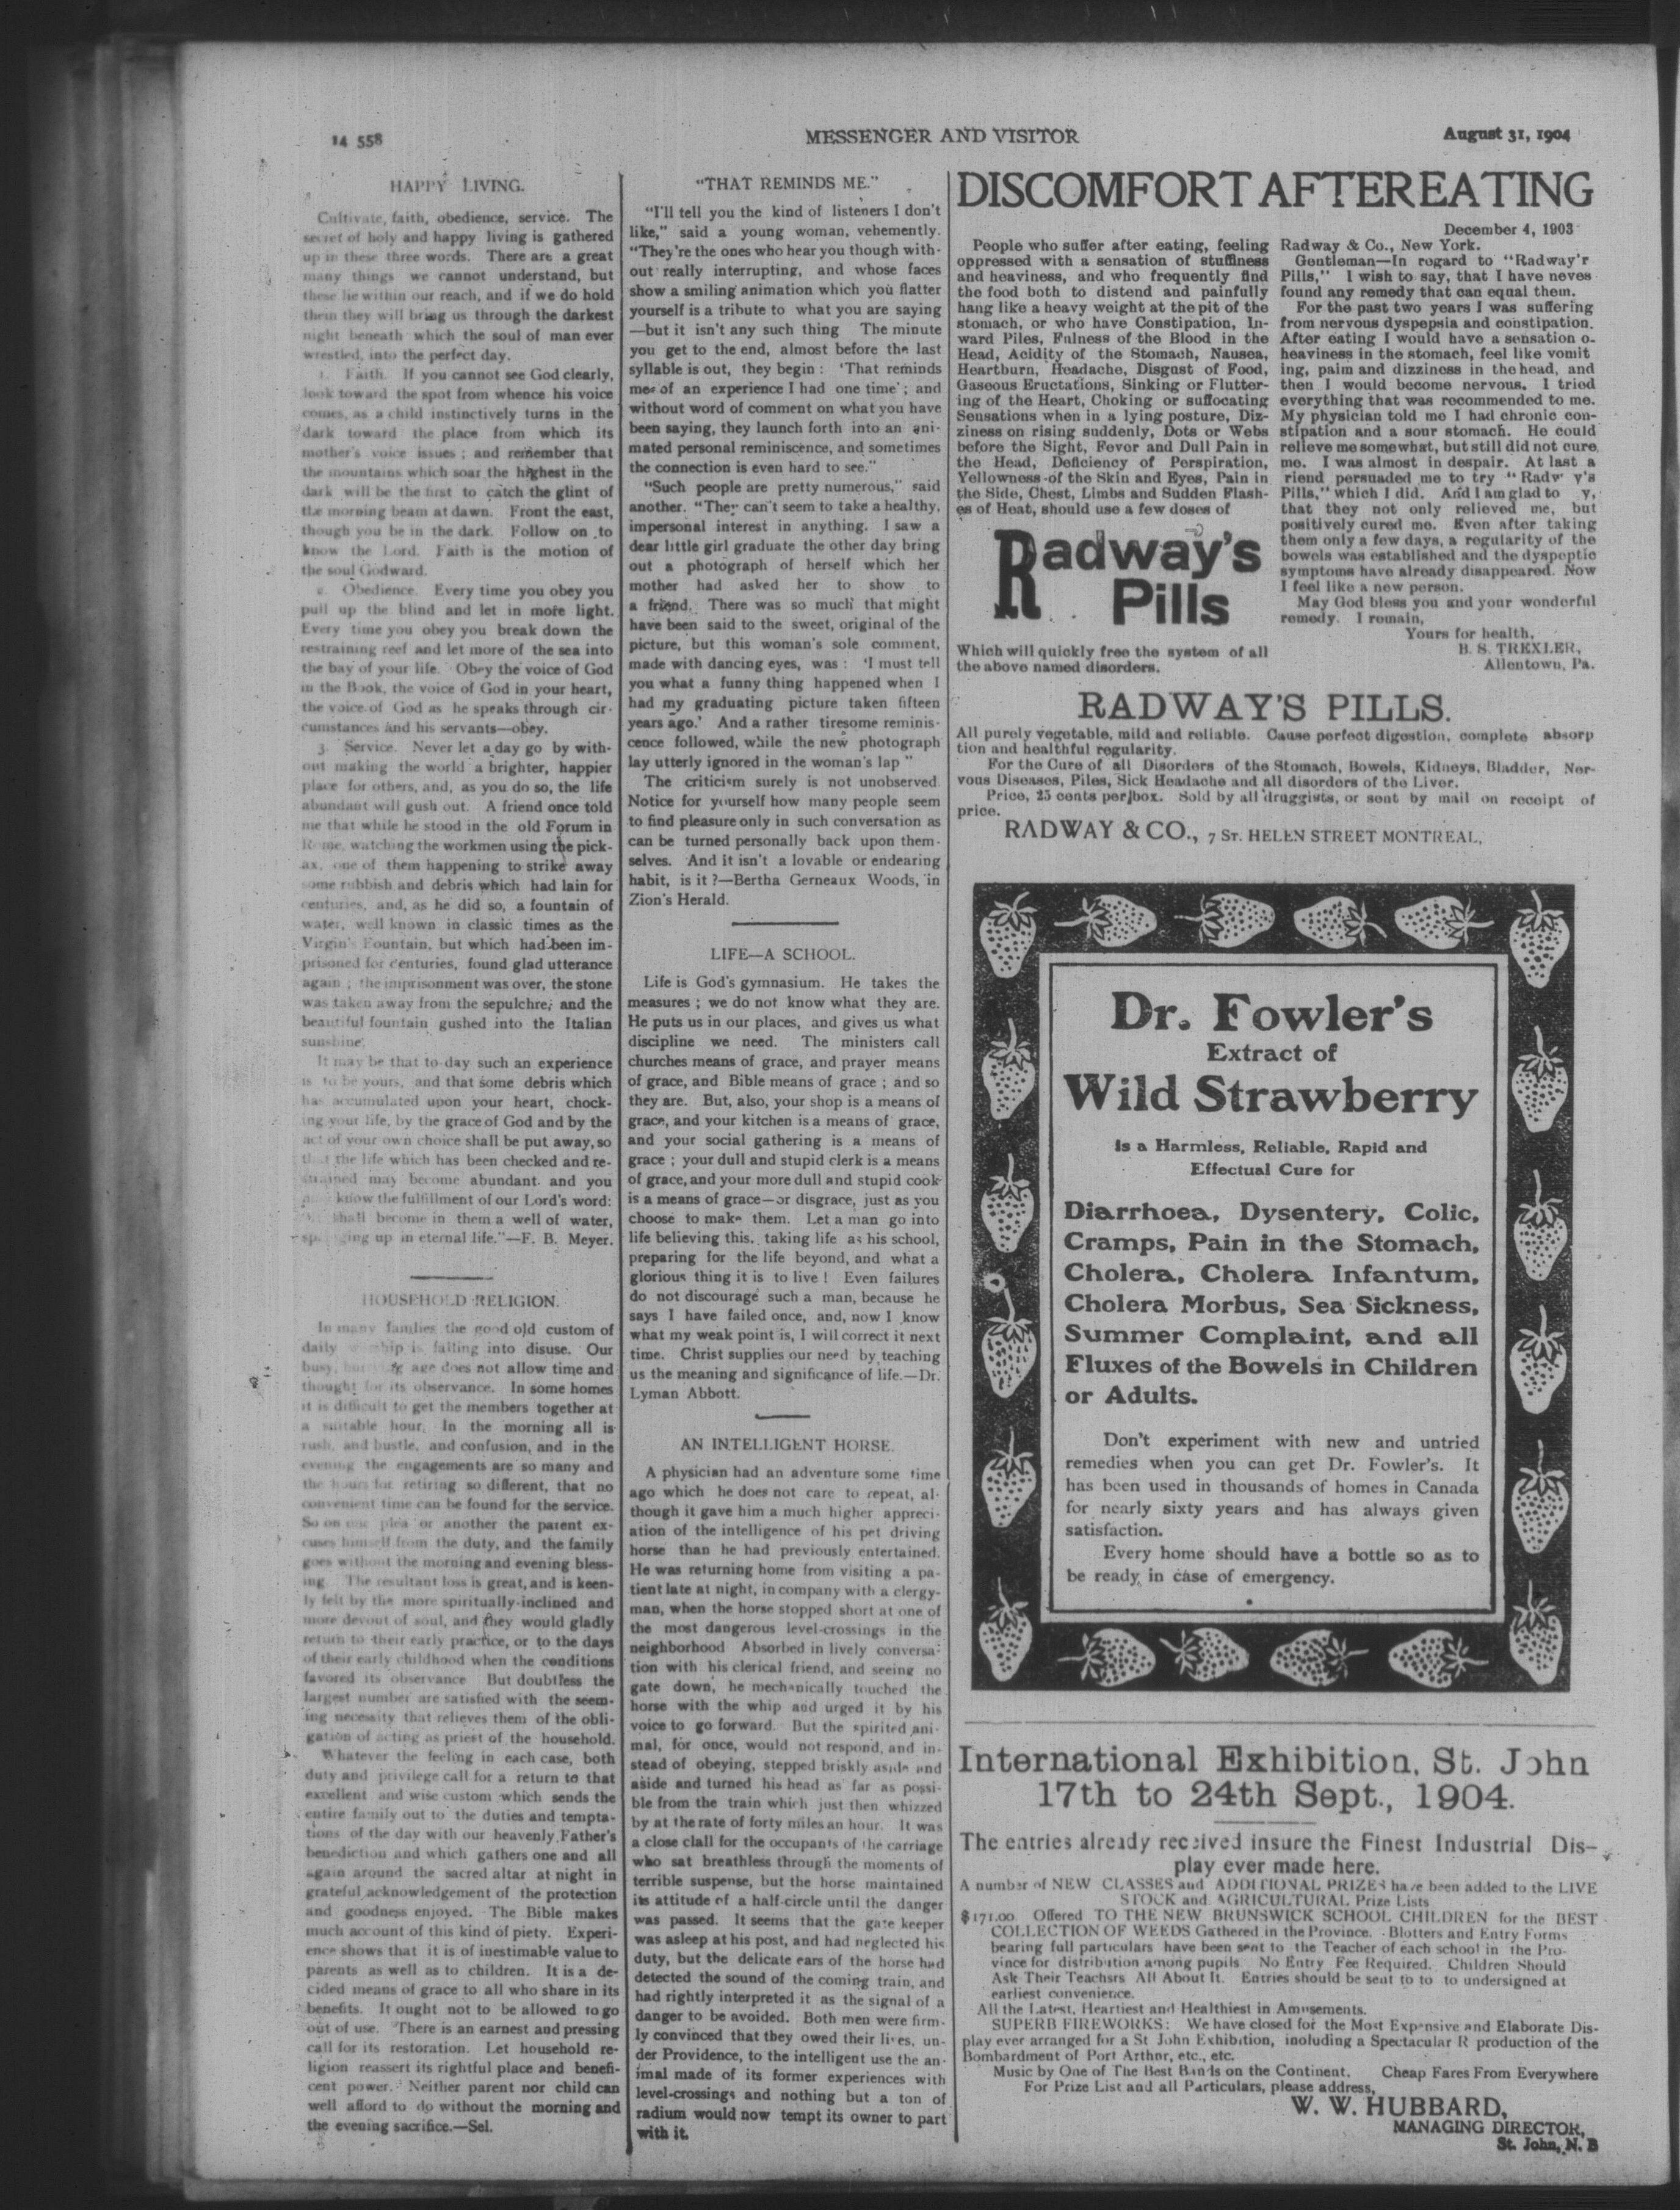 14 558
MESSENGER AND VISITOR
August 31, 1904
HAPPY LIVING.
Cultivate, faith, obedience, service. The
secret of holy and happy living is gathered
up in these three words. There are a great
many things we cannot understand, but
these lie within our reach, and if we do hold
them they will bring us through the darkest
night beneath which the soul of man ever
wrestled, into the perfect day.
1. Faith. If you cannot see God clearly,
look toward the spot from whence his voice
comes, as a child instinctively turns in the
dark toward the place from which its
mother's voice issues ; and remember that
the mountains which soar the highest in the
dark will be the first to catch the glint of
the morning beam at dawn. Front the east,
though you be in the dark. Follow on to
know the Lord. Faith is the motion of
the soul Godward.
2. Obedience. Every time you obey you
pull up the blind and let in more light.
Every time you obey you break down the
restraining reef and let more of the sea into
the bay of your life. Obey the voice of God
in the Book, the voice of God in your heart,
the voice of God as he speaks through cir-
cumstances and his servants—obey.
3. Service. Never let a day go by with-
out making the world a brighter, happier
place for others, and, as you do so, the life
abundant will gush out. A friend once told
me that while he stood in the old Forum in
Rome, watching the workmen using the pick-
ax, one of them happening to strike away
some rubbish and debris which had lain for
centuries, and, as he did so, a fountain of
water, well known in classic times as the
Virgin's Fountain, but which had been im-
prisoned for centuries, found glad utterance
again ; the imprisonment was over, the stone
was taken away from the sepulchre, and the
beautiful fountain gushed into the Italian
sunshine.
It may be that to-day such an experience
is to be yours, and that some debris which
has accumulated upon your heart, chock-
ing your life, by the grace of God and by the
act of your own choice shall be put away, so
that the life which has been checked and re-
strained may become abundant. and you
know the fulfillment of our Lord's word:
shall become in them a well of water,
springing up in eternal life."—F. B. Meyer.
HOUSEHOLD RELIGION.
In many families the good old custom of
daily worship is falling into disuse. Our
busy, hurrying age does not allow time and
thought for its observance. In some homes
it is difficult to get the members together at
a suitable hour. In the morning all is
rush, and bustle, and confusion, and in the
evening the engagements are so many and
the hours for retiring so different, that no
convenient time can be found for the service.
So on one plea or another the parent ex-
cuses himself from the duty, and the family
goes without the morning and evening bless-
ing. The resultant loss is great, and is keen-
ly felt by the more spiritually-inclined and
more devout of soul, and they would gladly
return to their early practice, or to the days
of their early childhood when the conditions
favored its observance But doubtless the
largest number are satisfied with the seem-
ing necessity that relieves them of the obli-
gation of acting as priest of the household.
Whatever the feeling in each case, both
duty and privilege call for a return to that
excellent and wise custom which sends the
entire family out to the duties and tempta-
tions of the day with our heavenly Father's
benediction and which gathers one and all
again around the sacred altar at night in
grateful acknowledgement of the protection
and goodness enjoyed. The Bible makes
much account of this kind of piety. Experi-
ence shows that it is of inestimable value to
parents as well as to children. It is a de-
cided means of grace to all who share in its
benefits. It ought not to be allowed to go
out of use. There is an earnest and pressing
call for its restoration. Let household re-
ligion reassert its rightful place and benefi-
cent power. Neither parent nor child can
well afford to do without the morning and
the evening sacrifice.—Sel.
"THAT REMINDS ME."
"I'll tell you the kind of listeners I don't
like," said a young woman, vehemently.
"They're the ones who hear you though with-
out really interrupting, and whose faces
show a smiling animation which you flatter
yourself is a tribute to what you are saying
—but it isn't any such thing The minute
you get to the end, almost before the last
syllable is out, they begin : 'That reminds
me of an experience I had one time' ; and
without word of comment on what you have
been saying, they launch forth into an ani-
mated personal reminiscence, and sometimes
the connection is even hard to see."
"Such people are pretty numerous," said
another. "They can't seem to take a healthy,
impersonal interest in anything. I saw a
dear little girl graduate the other day bring
out a photograph of herself which her
mother had asked her to show to
a friend. There was so much that might
have been said to the sweet, original of the
picture, but this woman's sole comment,
made with dancing eyes, was : 'I must tell
you what a funny thing happened when I
had my graduating picture taken fifteen
years ago.' And a rather tiresome reminis-
cence followed, while the new photograph
lay utterly ignored in the woman's lap "
The criticism surely is not unobserved.
Notice for yourself how many people seem
to find pleasure only in such conversation as
can be turned personally back upon them-
selves. And it isn't a lovable or endearing
habit, is it ?—Bertha Gerneaux Woods, in
Zion's Herald.
LIFE—A SCHOOL.
Life is God's gymnasium. He takes the
measures ; we do not know what they are.
He puts us in our places, and gives us what
discipline we need. The ministers call
churches means of grace, and prayer means
of grace, and Bible means of grace ; and so
they are. But, also, your shop is a means of
grace, and your kitchen is a means of grace,
and your social gathering is a means of
grace ; your dull and stupid clerk is a means
of grace, and your more dull and stupid cook
is a means of grace—or disgrace, just as you
choose to make them. Let a man go into
life believing this, taking life as his school,
preparing for the life beyond, and what a
glorious thing it is to live ! Even failures
do not discourage such a man, because he
says I have failed once, and, now I know
what my weak point is, I will correct it next
time. Christ supplies our need by teaching
us the meaning and significance of life.—Dr.
Lyman Abbott.
AN INTELLIGENT HORSE.
A physician had an adventure some time
ago which he does not care to repeat, al-
though it gave him a much higher appreci-
ation of the intelligence of his pet driving
horse than he had previously entertained.
He was returning home from visiting a pa-
tient late at night, in company with a clergy-
man, when the horse stopped short at one of
the most dangerous level-crossings in the
neighborhood Absorbed in lively conversa-
tion with his clerical friend, and seeing no
gate down, he mechanically touched the
horse with the whip and urged it by his
voice to go forward. But the spirited ani-
mal, for once, would not respond, and in-
stead of obeying, stepped briskly aside and
aside and turned his head as far as possi-
ble from the train which just then whizzed
by at the rate of forty miles an hour. It was
a close clall for the occupants of the carriage
who sat breathless through the moments of
terrible suspense, but the horse maintained
its attitude of a half-circle until the danger
was passed. It seems that the gate keeper
was asleep at his post, and had neglected his
duty, but the delicate ears of the horse had
detected the sound of the coming train, and
had rightly interpreted it as the signal of a
danger to be avoided. Both men were firm-
ly convinced that they owed their lives, un-
der Providence, to the intelligent use the an-
imal made of its former experiences with
level-crossings and nothing but a ton of
radium would now tempt its owner to part
with it.
DISCOMFORT AFTER EATING
People who suffer after eating, feeling
oppressed with a sensation of stuffiness
and heaviness, and who frequently find
the food both to distend and painfully
hang like a heavy weight at the pit of the
stomach, or who have Constipation, In-
ward Piles, Fulness of the Blood in the
Head, Acidity of the Stomach, Nausea,
Heartburn, Headache, Disgust of Food,
Gaseous Eructations, Sinking or Flutter-
ing of the Heart, Choking or suffocating
Sensations when in a lying posture, Diz-
ziness on rising suddenly, Dots or Webs
before the Sight, Fever and Dull Pain in
the Head, Deficiency of Perspiration,
Yellowness of the Skin and Eyes, Pain in
the Side, Chest, Limbs and Sudden Flash-
es of Heat, should use a few doses of
Radway's
Pills
Which will quickly free the system of all
the above named disorders.
December 4, 1903
Radway & Co., New York.
Gentleman—In regard to "Radway'r
Pills," I wish to say, that I have neves
found any remedy that can equal them.
For the past two years I was suffering
from nervous dyspepsia and constipation.
After eating I would have a sensation o-
heaviness in the stomach, feel like vomit
ing, paim and dizziness in the head, and
then I would become nervous. I tried
everything that was recommended to me.
My physician told me I had chronic con-
stipation and a sour stomach. He could
relieve me somewhat, but still did not cure
me. I was almost in despair. At last a
riend persuaded me to try "Radw y's
Pills," which I did. And I am glad to y,
that they not only relieved me, but
positively cured me. Even after taking
them only a few days, a regularity of the
bowels was established and the dyspeptic
symptoms have already disappeared. Now
I feel like a new person.
May God bless you and your wonderful
remedy. I remain,
Yours for health,
B. S. TREXLER,
Allentown, Pa.
RADWAY'S PILLS.
All purely vegetable, mild and reliable. Cause perfect digestion, complete absorp
tion and healthful regularity.
For the Cure of all Disorders of the Stomach, Bowels, Kidneys, Bladder, Ner-
vous Diseases, Piles, Sick Headache and all disorders of the Liver.
Price, 25 cents per box. Sold by all druggists, or sent by mail on receipt of
price.
RADWAY & CO., 7 ST. HELEN STREET MONTREAL,
Dr. Fowler's
Extract of
Wild Strawberry
is a Harmless, Reliable, Rapid and
Effectual Cure for
Diarrhoea, Dysentery, Colic,
Cramps, Pain in the Stomach,
Cholera, Cholera Infantum,
Cholera Morbus, Sea Sickness,
Summer Complaint, and all
Fluxes of the Bowels in Children
or Adults.
Don't experiment with new and untried
remedies when you can get Dr. Fowler's. It
has been used in thousands of homes in Canada
for nearly sixty years and has always given
satisfaction.
Every home should have a bottle so as to
be ready in case of emergency.
International Exhibition, St. John
17th to 24th Sept., 1904.
The entries already received insure the Finest Industrial Dis-
play ever made here.
A number of NEW CLASSES and ADDITIONAL PRIZES have been added to the LIVE
STOCK and AGRICULTURAL Prize Lists
$171.00 Offered TO THE NEW BRUNSWICK SCHOOL CHILDREN for the BEST
COLLECTION OF WEEDS Gathered in the Province. Blotters and Entry Forms
bearing full particulars have been sent to the Teacher of each school in the Pro-
vince for distribution among pupils. No Entry Fee Required. Children Should
Ask Their Teachsrs All About It. Entries should be sent to to undersigned at
earliest convenience.
All the Latest, Heartiest and Healthiest in Amusements.
SUPERB FIREWORKS: We have closed for the Most Expensive and Elaborate Dis-
play ever arranged for a St John Exhibition, including a Spectacular R production of the
Bombardment of Port Arthur, etc., etc.
Music by One of The Best Bands on the Continent. Cheap Fares From Everywhere
For Prize List and all Particulars, please address,
W. W. HUBBARD,
MANAGING DIRECTOR,
St. John, N. B